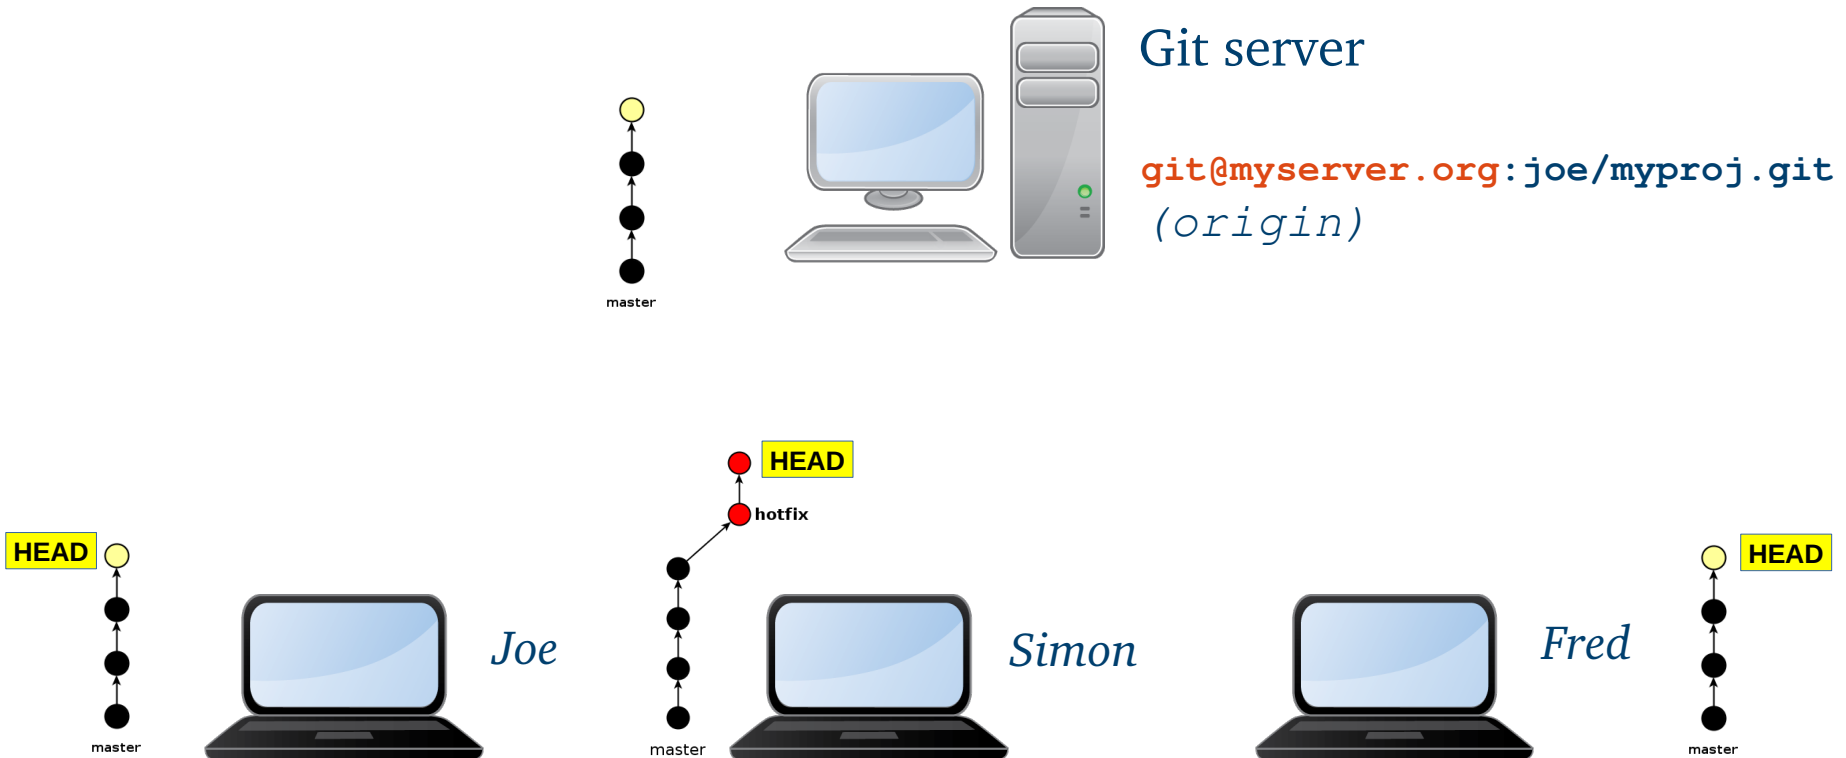 Git server
git@myserver.org:joe/myproj.git
(origin)
master
HEAD
hotfix
HEAD
HEAD
Joe
Simon
Fred
master
master
master